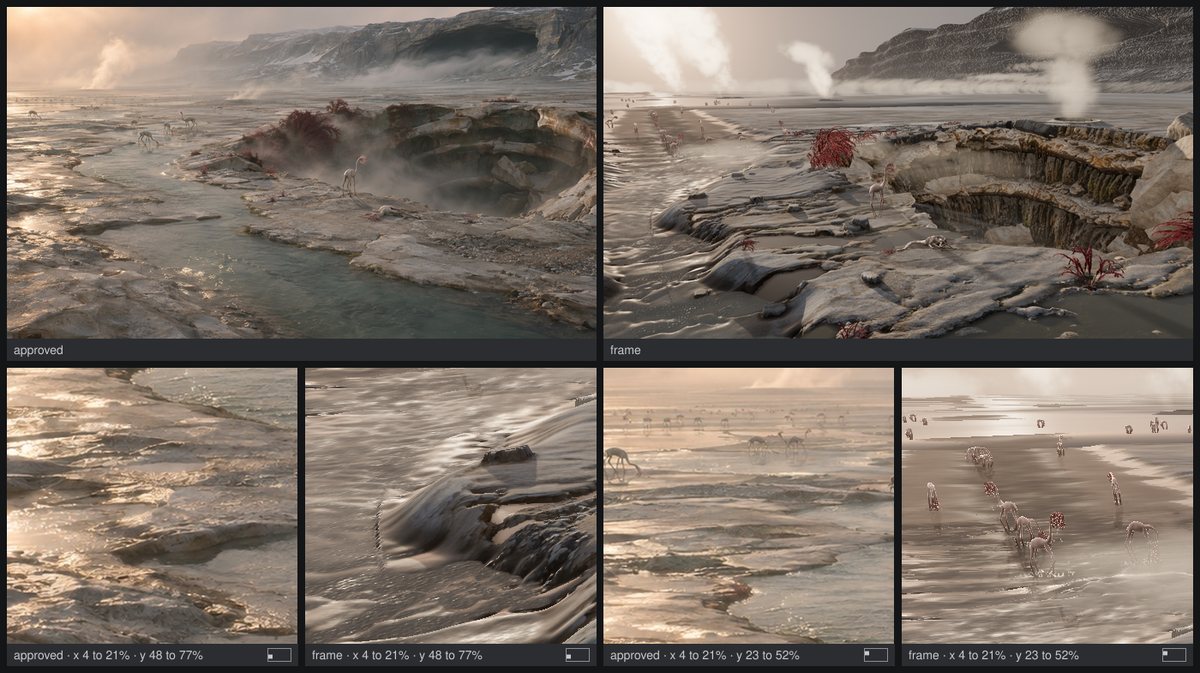 approved
frame
approved · x 4 to 21% · y 48 to 77%
frame · x 4 to 21% · y 48 to 77%
approved · x 4 to 21% · y 23 to 52%
frame · x 4 to 21% · y 23 to 52%